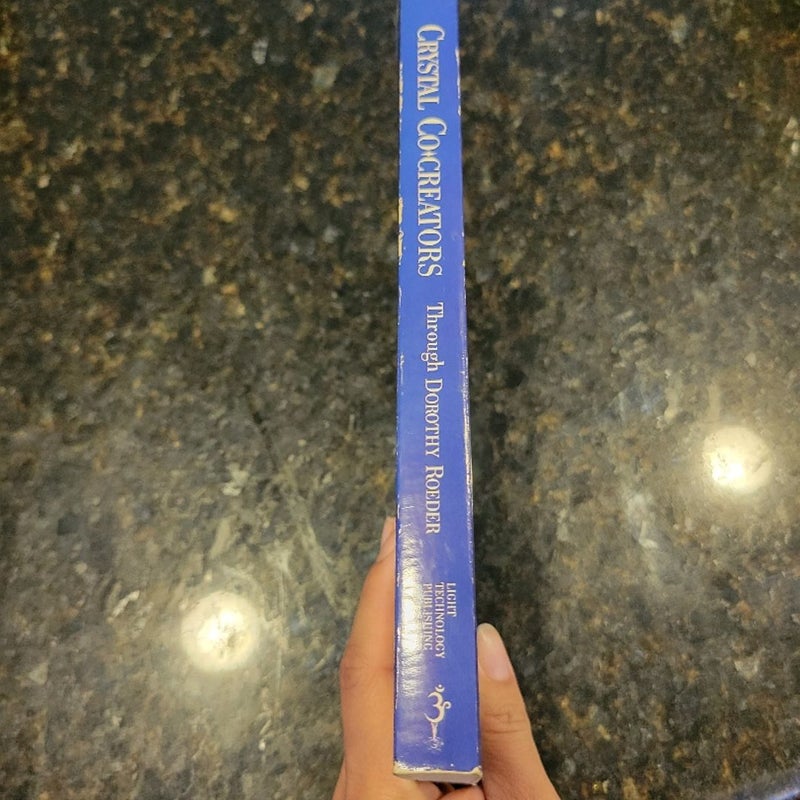 CRYSTAL CO✦CREATORS
Through DOROTHY ROEDER
LIGHT
TECHNOLOGY
PUBLISHING